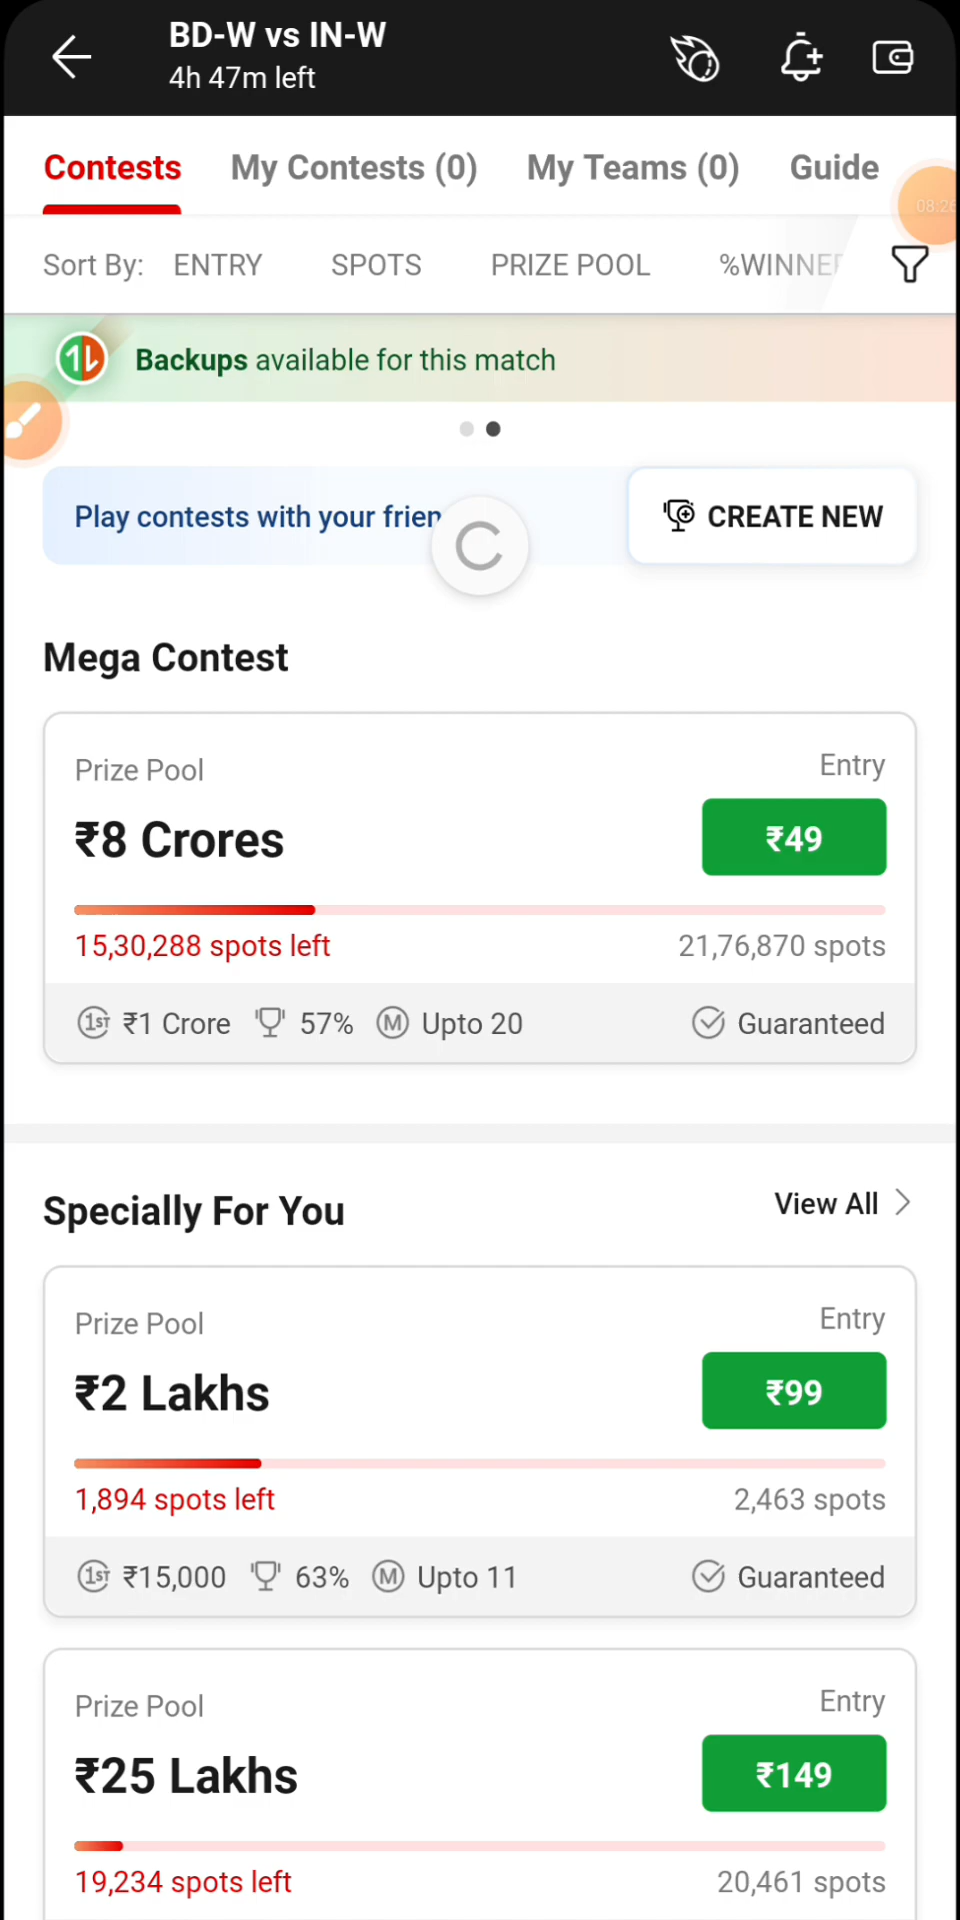 BD-W vs IN-W
4h 47m left
Contests My Contests (0) My Teams (0) Guide
08:26
Sort By: ENTRY SPOTS PRIZE POOL %WINNER
Backups available for this match
Play contests with your frien
CREATE NEW
Mega Contest
Prize Pool Entry
₹8 Crores ₹49
15,30,288 spots left 21,76,870 spots
1ST ₹1 Crore 57% M Upto 20 Guaranteed
Specially For You View All
Prize Pool Entry
₹2 Lakhs ₹99
1,894 spots left 2,463 spots
1ST ₹15,000 63% M Upto 11 Guaranteed
Prize Pool Entry
₹25 Lakhs ₹149
19,234 spots left 20,461 spots